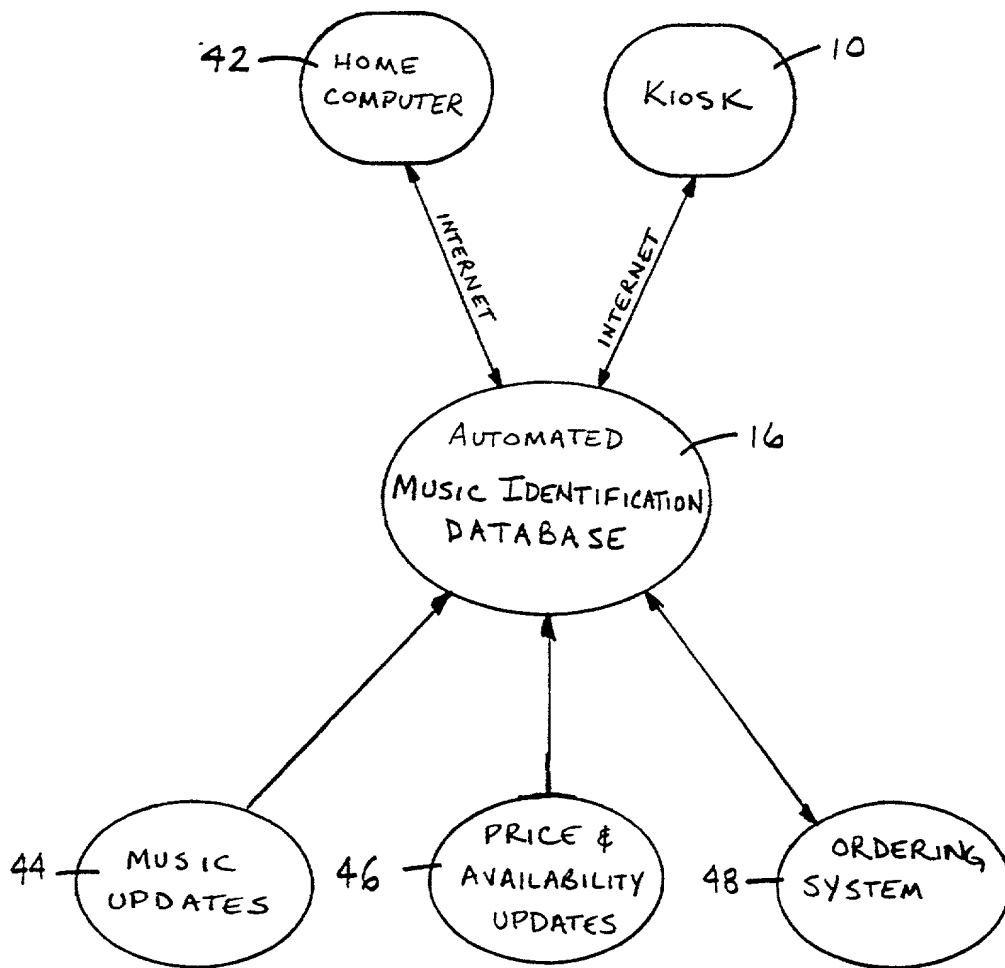 42
HOME
COMPUTER
10
KIOSK
INTERNET
INTERNET
16
AUTOMATED
MUSIC IDENTIFICATION
DATABASE
44
MUSIC
UPDATES
46
PRICE &
AVAILABILITY
UPDATES
48
ORDERING
SYSTEM